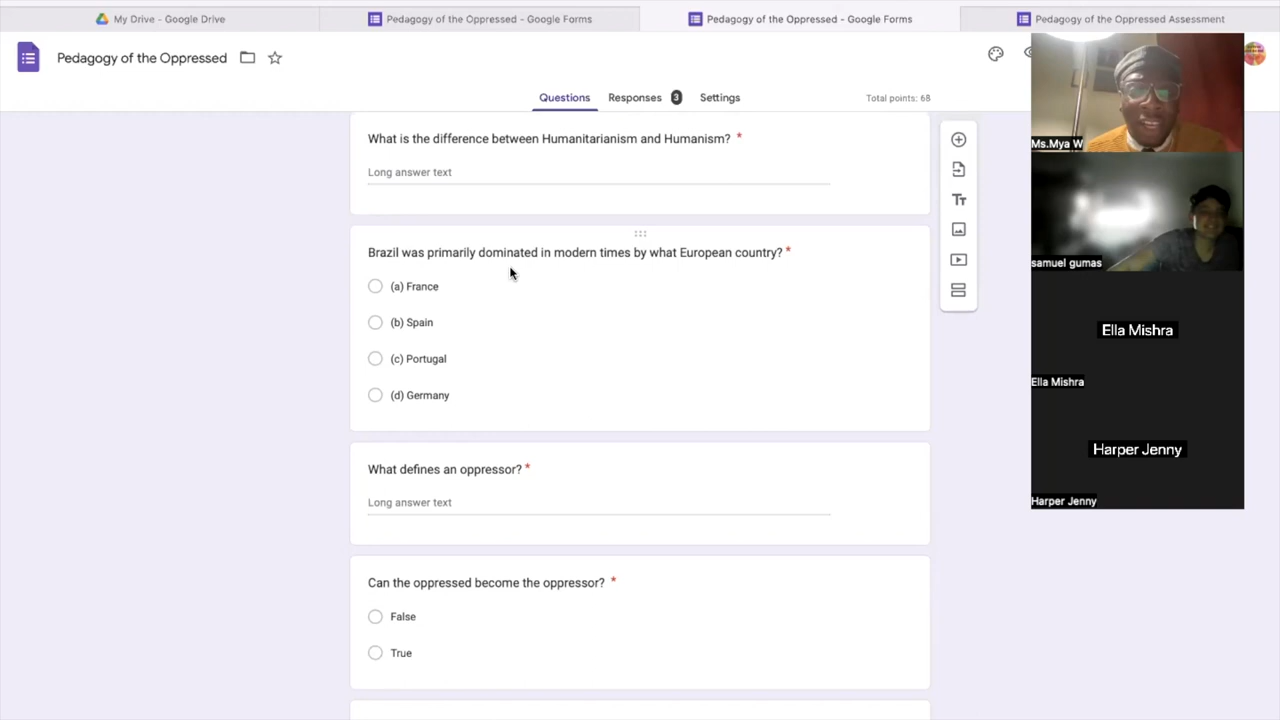 My Drive - Google Drive
Pedagogy of the Oppressed - Google Forms
Pedagogy of the Oppressed - Google Forms
Pedagogy of the Oppressed Assessment
Pedagogy of the Oppressed
Questions
Responses 3
Settings
Total points: 68
What is the difference between Humanitarianism and Humanism? *
Long answer text
Brazil was primarily dominated in modern times by what European country? *
(a) France
(b) Spain
(c) Portugal
(d) Germany
What defines an oppressor? *
Long answer text
Can the oppressed become the oppressor? *
False
True
Tт
Ms.Mya W
samuel gumas
Ella Mishra
Ella Mishra
Harper Jenny
Harper Jenny